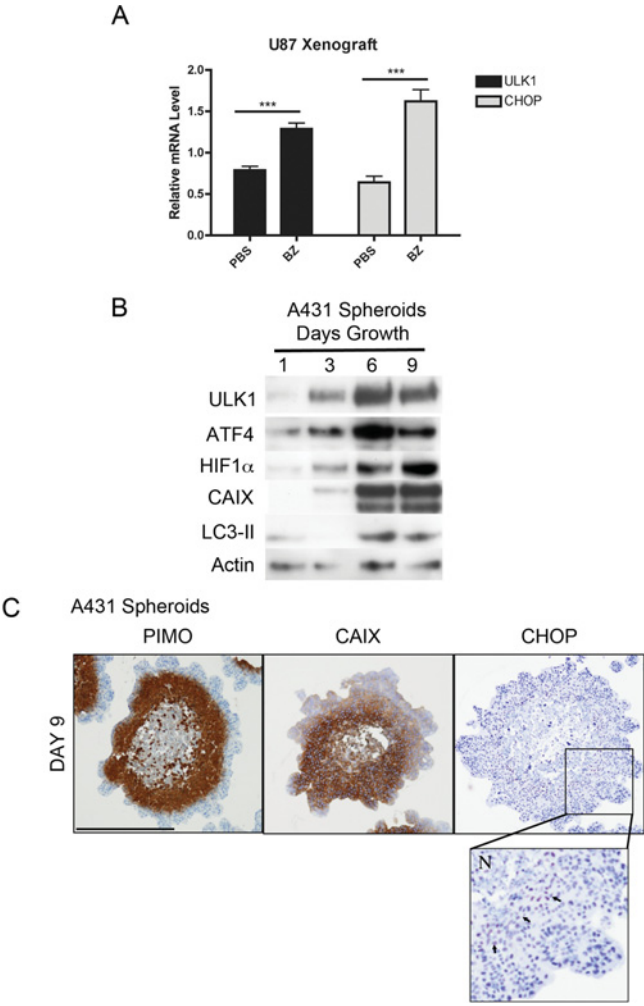 A
U87 Xenograft
Relative mRNA Level
2.0
1.5
1.0
0.5
0.0
***
***
PBS
BZ
PBS
BZ
ULK1
CHOP
B
A431 Spheroids
Days Growth
1 3 6 9
ULK1
ATF4
HIF1α
CAIX
LC3-II
Actin
C
A431 Spheroids
PIMO CAIX CHOP
DAY 9
N